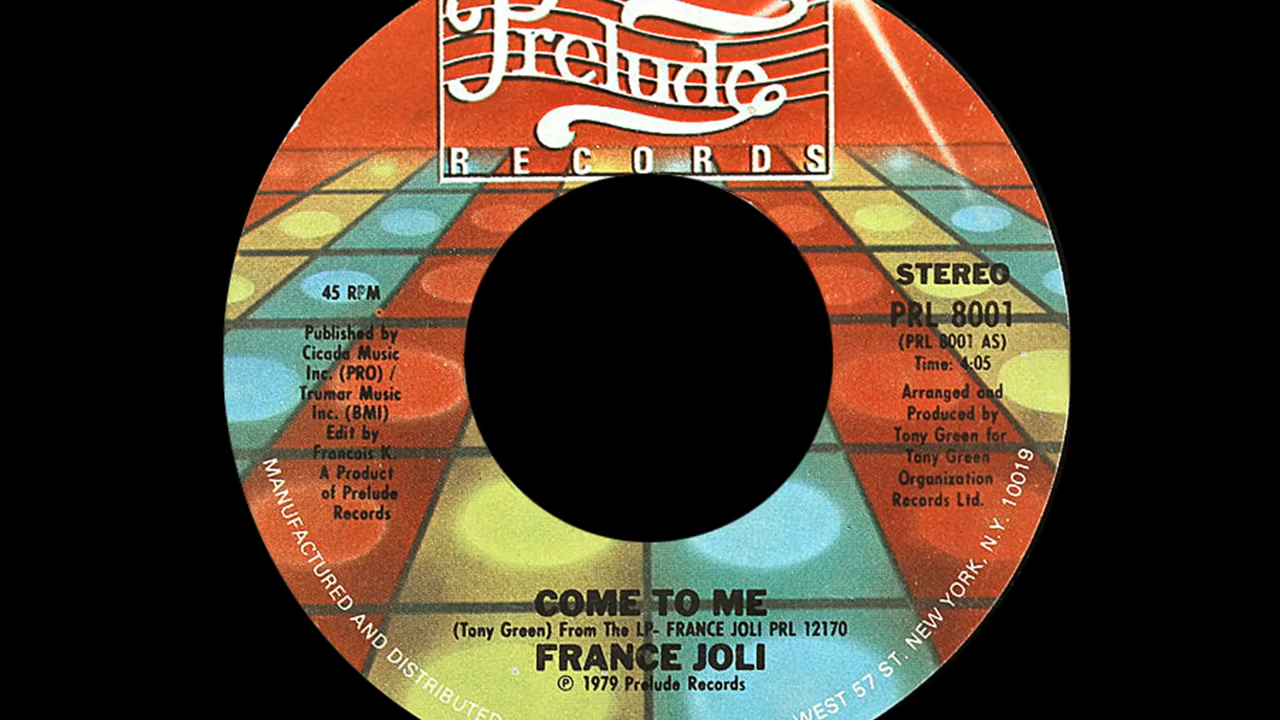 Prelude
RECORDS
45 RPM
Published by
Cicada Music
Inc. (PRO) /
Trumar Music
Inc. (BMI)
Edit by
Francois K.
A Product
of Prelude
Records
STEREO
PRL 8001
(PRL 8001 AS)
Time: 4:05
Arranged and
Produced by
Tony Green for
Tony Green
Organization
Records Ltd.
COME TO ME
(Tony Green) From The LP- FRANCE JOLI PRL 12170
FRANCE JOLI
℗ 1979 Prelude Records
MANUFACTURED AND DISTRIBUTED
WEST 57 ST. NEW YORK, N.Y. 10019